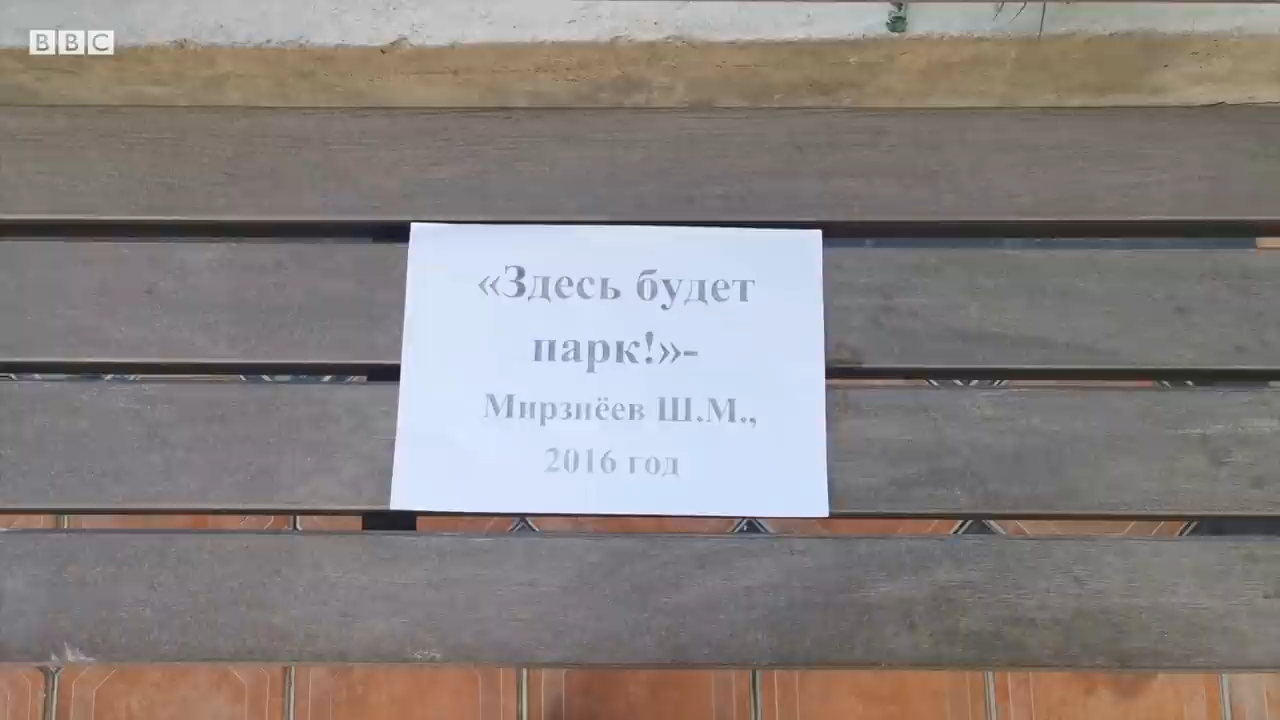 BBC
«Здесь будет
парк!»-
Мирзиёев Ш.М.,
2016 год